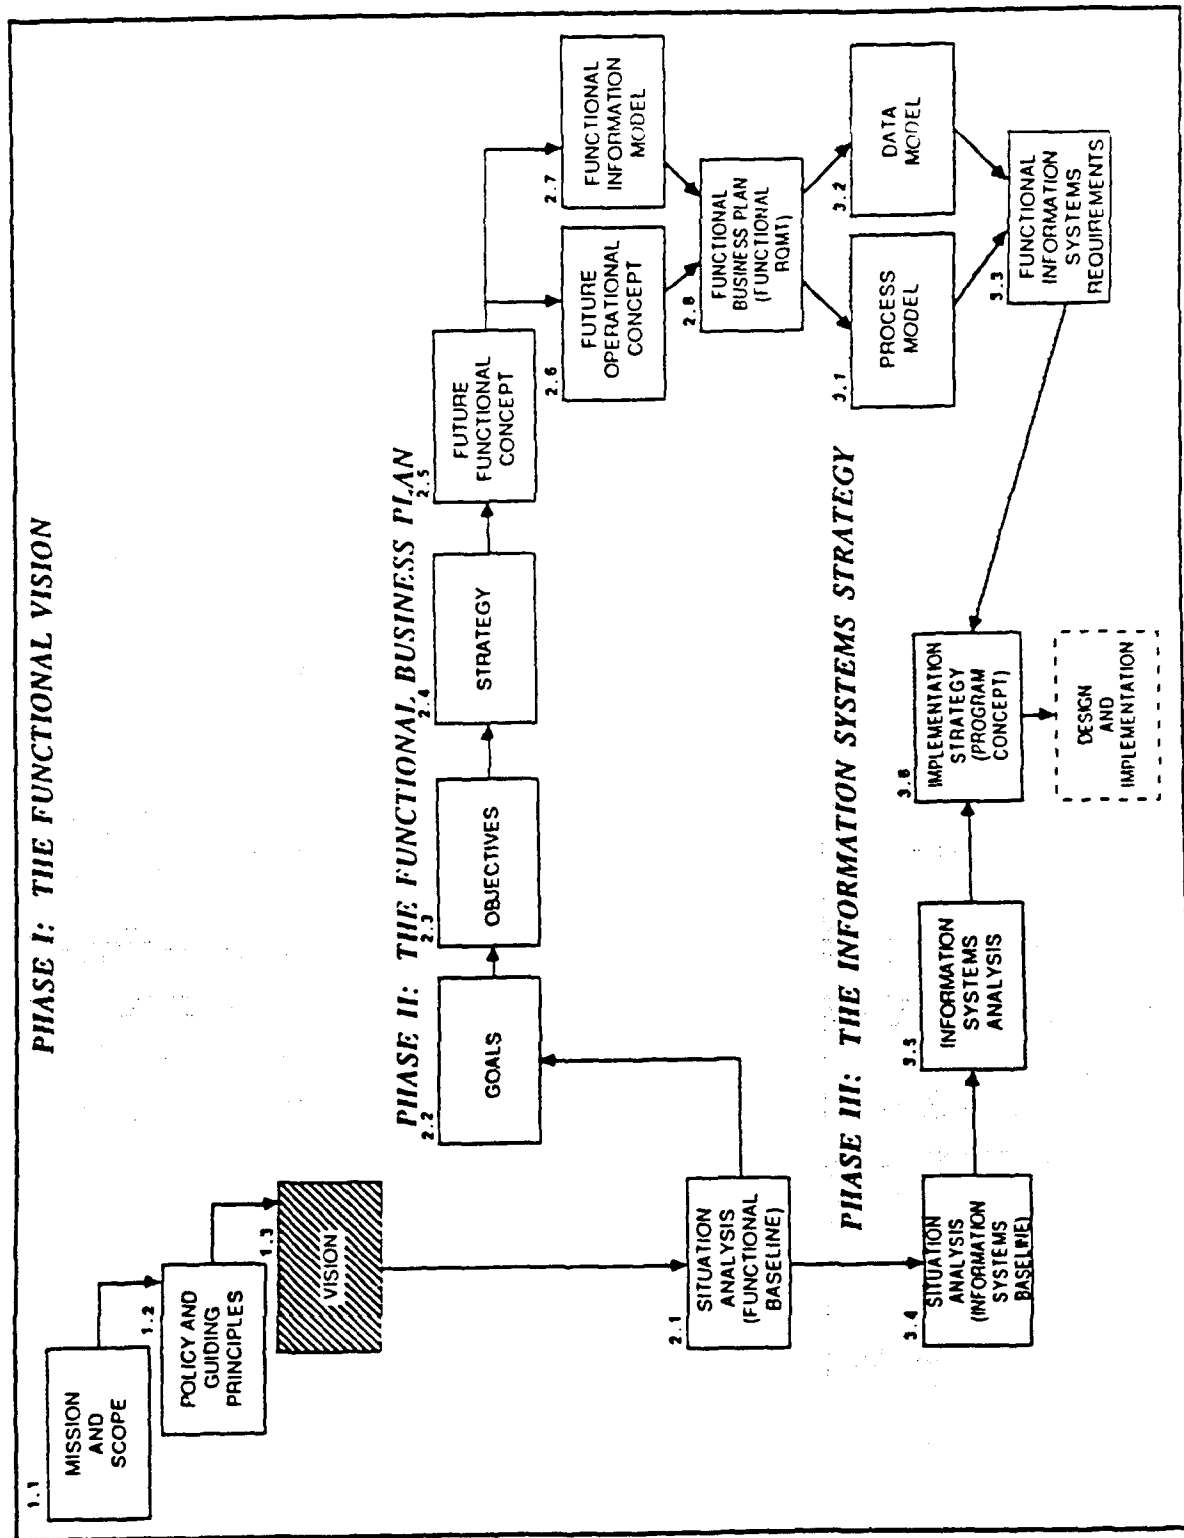 PHASE I: THE FUNCTIONAL VISION
1.1
MISSION
AND
SCOPE
1.2
POLICY AND
GUIDING
PRINCIPLES
1.3
VISION
PHASE II: THE FUNCTIONAL BUSINESS PLAN
2.1
SITUATION
ANALYSIS
(FUNCTIONAL
BASELINE)
2.2
GOALS
2.3
OBJECTIVES
2.4
STRATEGY
2.5
FUTURE
FUNCTIONAL
CONCEPT
2.6
FUTURE
OPERATIONAL
CONCEPT
2.7
FUNCTIONAL
INFORMATION
MODEL
2.8
FUNCTIONAL
BUSINESS PLAN
(FUNCTIONAL
RQMT)
PHASE III: THE INFORMATION SYSTEMS STRATEGY
3.1
PROCESS
MODEL
3.2
DATA
MODEL
3.3
FUNCTIONAL
INFORMATION
SYSTEMS
REQUIREMENTS
3.4
SITUATION
ANALYSIS
(INFORMATION
SYSTEMS
BASELINE)
3.5
INFORMATION
SYSTEMS
ANALYSIS
3.6
IMPLEMENTATION
STRATEGY
(PROGRAM
CONCEPT)
DESIGN
AND
IMPLEMENTATION